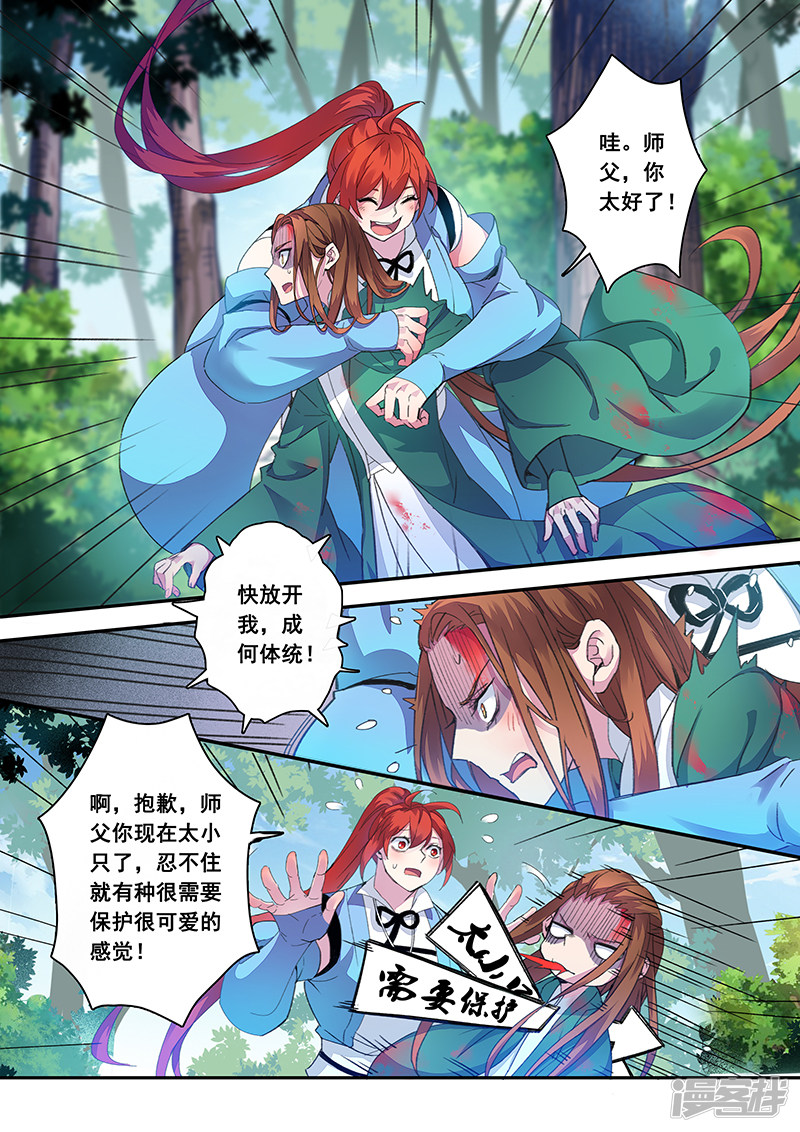 哇。师
父，你
太好了！
快放开
我，成
何体统！
啊，抱歉，师
父你现在太小
只了，忍不住
就有种很需要
保护很可爱的
感觉！
太小只
需要保护
漫客栈